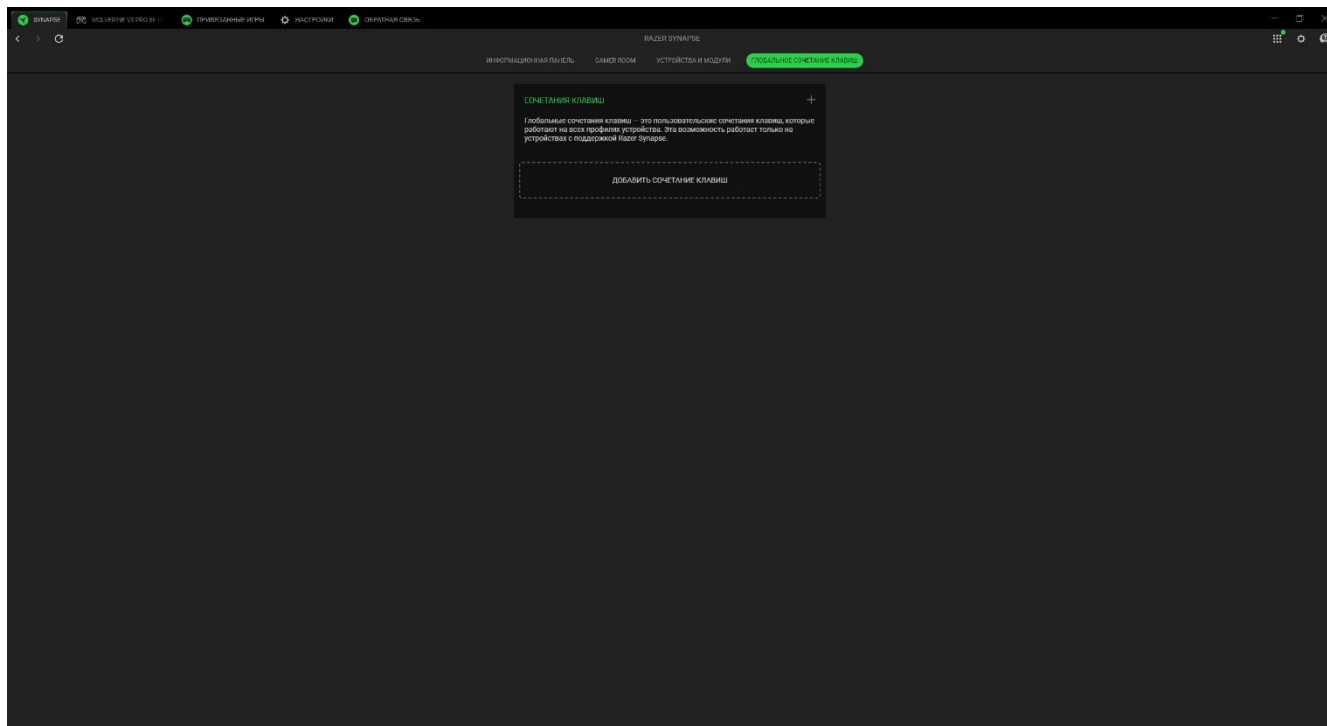 SYNAPSE
WOLVERINE V3 PRO 8K P
ПРИВЯЗАННЫЕ ИГРЫ
НАСТРОЙКИ
ОБРАТНАЯ СВЯЗЬ
RAZER SYNAPSE
ИНФОРМАЦИОННАЯ ПАНЕЛЬ
GAMER ROOM
УСТРОЙСТВА И МОДУЛИ
ГЛОБАЛЬНОЕ СОЧЕТАНИЕ КЛАВИШ
СОЧЕТАНИЯ КЛАВИШ
Глобальные сочетания клавиш – это пользовательские сочетания клавиш, которые
работают на всех профилях устройства. Эта возможность работает только на
устройствах с поддержкой Razer Synapse.
ДОБАВИТЬ СОЧЕТАНИЕ КЛАВИШ